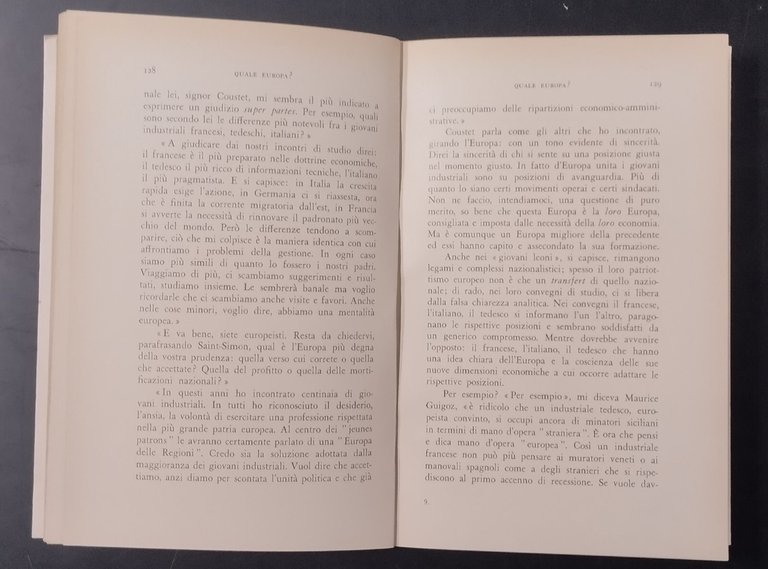 128
QUALE EUROPA?
nale lei, signor Coustet, mi sembra il più indicato a
esprimere un giudizio super partes. Per esempio, quali
sono secondo lei le differenze più notevoli fra i giovani
industriali francesi, tedeschi, italiani? »
« A giudicare dai nostri incontri di studio direi:
il francese è il più preparato nelle dottrine economiche,
il tedesco il più ricco di informazioni tecniche, l'italiano
il più pragmatista. E si capisce: in Italia la crescita
rapida esige l'azione, in Germania ci si riassesta, ora
che è finita la corrente migratoria dall'est, in Francia
si avverte la necessità di rinnovare il padronato più vec-
chio del mondo. Però le differenze tendono a scom-
parire, ciò che mi colpisce è la maniera identica con cui
affrontiamo i problemi della gestione. In ogni caso
siamo più simili di quanto lo fossero i nostri padri.
Viaggiamo di più, ci scambiamo suggerimenti e risul-
tati, studiamo insieme. Le sembrerà banale ma voglio
ricordarle che ci scambiamo anche visite e favori. Anche
nelle cose minori, voglio dire, abbiamo una mentalità
europea. »
« E va bene, siete europeisti. Resta da chiedervi,
parafrasando Saint-Simon, qual è l'Europa più degna
della vostra prudenza: quella verso cui correte o quella
che accettate? Quella del profitto o quella delle morti-
ficazioni nazionali? »
« In questi anni ho incontrato centinaia di gio-
vani industriali. In tutti ho riconosciuto il desiderio,
l'ansia, la volontà di esercitare una professione rispettata
nella più grande patria europea. Al centro dei "jeunes
patrons" le avranno certamente parlato di una "Europa
delle Regioni". Credo sia la soluzione adottata dalla
maggioranza dei giovani industriali. Vuol dire che accet-
tiamo, anzi diamo per scontata l'unità politica e che già
QUALE EUROPA?
129
ci preoccupiamo delle ripartizioni economico-ammini-
strative. »
Coustet parla come gli altri che ho incontrato,
girando l'Europa: con un tono evidente di sincerità.
Direi la sincerità di chi si sente su una posizione giusta
nel momento giusto. In fatto d'Europa unita i giovani
industriali sono su posizioni di avanguardia. Più di
quanto lo siano certi movimenti operai e certi sindacati.
Non ne faccio, intendiamoci, una questione di puro
merito, so bene che questa Europa è la loro Europa,
consigliata e imposta dalle necessità della loro economia.
Ma è comunque un Europa migliore della precedente
ed essi hanno capito e assecondato la sua formazione.
Anche nei « giovani leoni », si capisce, rimangono
legami e complessi nazionalistici; spesso il loro patriot-
tismo europeo non è che un transfert di quello nazio-
nale; di rado, nei loro convegni di studio, ci si libera
dalla falsa chiarezza analitica. Nei convegni il francese,
l'italiano, il tedesco si informano l'un l'altro, parago-
nano le rispettive posizioni e sembrano soddisfatti da
un generico compromesso. Mentre dovrebbe avvenire
l'opposto: il francese, l'italiano, il tedesco che hanno
un idea chiara dell'Europa e la coscienza delle sue
nuove dimensioni economiche a cui occorre adattare le
rispettive posizioni.
Per esempio? « Per esempio », mi diceva Maurice
Guigoz, « è ridicolo che un industriale tedesco, euro-
peista convinto, si occupi ancora di minatori siciliani
in termini di mano d'opera "straniera". È ora che pensi
e dica mano d'opera "europea". Così un industriale
francese non può più pensare ai muratori veneti o ai
manovali spagnoli come a degli stranieri che si rispe-
discono al primo accenno di recessione. Se vuole dav-
9.